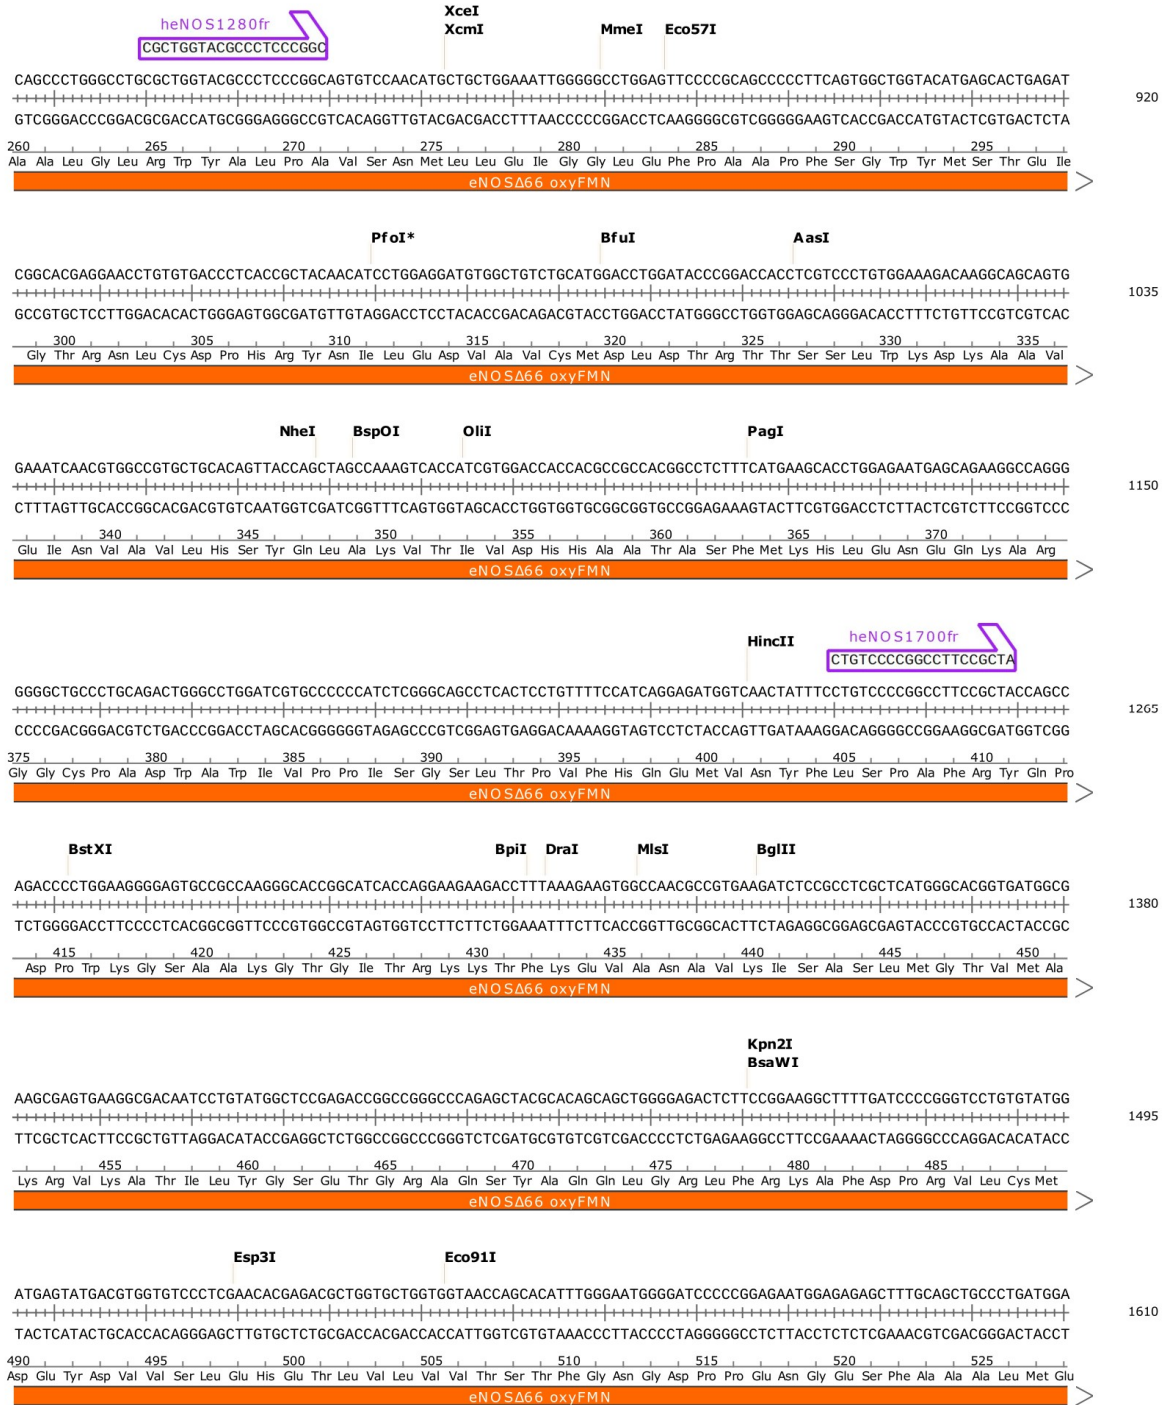 XceI
heNOS1280fr XcmI MmeI Eco57I
CGCTGGTACGCCCTCCCGGC
CAGCCCTGGGCCTGCGCTGGTACGCCCTCCCGGCAGTGTCCAACATGCTGCTGGAAATTGGGGGCCTGGAGTTCCCCGCAGCCCCCTTCAGTGGCTGGTACATGAGCACTGAGAT
920
GTCGGGACCCGGACGCGACCATGCGGGAGGGCCGTCACAGGTTGTACGACGACCTTTAACCCCCGGACCTCAAGGGGCGTCGGGGGAAGTCACCGACCATGTACTCGTGACTCTA
260 265 270 275 280 285 290 295
Ala Ala Leu Gly Leu Arg Trp Tyr Ala Leu Pro Ala Val Ser Asn Met Leu Leu Glu Ile Gly Gly Leu Glu Phe Pro Ala Ala Pro Phe Ser Gly Trp Tyr Met Ser Thr Glu Ile
eNOSΔ66 oxyFMN
PfoI* BfuI AasI
CGGCACGAGGAACCTGTGTGACCCTCACCGCTACAACATCCTGGAGGATGTGGCTGTCTGCATGGACCTGGATACCCGGACCACCTCGTCCCTGTGGAAAGACAAGGCAGCAGTG
1035
GCCGTGCTCCTTGGACACACTGGGAGTGGCGATGTTGTAGGACCTCCTACACCGACAGACGTACCTGGACCTATGGGCCTGGTGGAGCAGGGACACCTTTCTGTTCCGTCGTCAC
300 305 310 315 320 325 330 335
Gly Thr Arg Asn Leu Cys Asp Pro His Arg Tyr Asn Ile Leu Glu Asp Val Ala Val Cys Met Asp Leu Asp Thr Arg Thr Thr Ser Ser Leu Trp Lys Asp Lys Ala Ala Val
eNOSΔ66 oxyFMN
NheI BspOI OliI PagI
GAAATCAACGTGGCCGTGCTGCACAGTTACCAGCTAGCCAAAGTCACCATCGTGGACCACCACGCCGCCACGGCCTCTTTCATGAAGCACCTGGAGAATGAGCAGAAGGCCAGGG
1150
CTTTAGTTGCACCGGCACGACGTGTCAATGGTCGATCGGTTTCAGTGGTAGCACCTGGTGGTGCGGCGGTGCCGGAGAAAGTACTTCGTGGACCTCTTACTCGTCTTCCGGTCCC
340 345 350 355 360 365 370
Glu Ile Asn Val Ala Val Leu His Ser Tyr Gln Leu Ala Lys Val Thr Ile Val Asp His His Ala Ala Thr Ala Ser Phe Met Lys His Leu Glu Asn Glu Gln Lys Ala Arg
eNOSΔ66 oxyFMN
HincII heNOS1700fr
CTGTCCCCGGCCTTCCGCTA
GGGGCTGCCCTGCAGACTGGGCCTGGATCGTGCCCCCCATCTCGGGCAGCCTCACTCCTGTTTTCCATCAGGAGATGGTCAACTATTTCCTGTCCCCGGCCTTCCGCTACCAGCC
1265
CCCCGACGGGACGTCTGACCCGGACCTAGCACGGGGGGTAGAGCCCGTCGGAGTGAGGACAAAAGGTAGTCCTCTACCAGTTGATAAAGGACAGGGGCCGGAAGGCGATGGTCGG
375 380 385 390 395 400 405 410
Gly Gly Cys Pro Ala Asp Trp Ala Trp Ile Val Pro Pro Ile Ser Gly Ser Leu Thr Pro Val Phe His Gln Glu Met Val Asn Tyr Phe Leu Ser Pro Ala Phe Arg Tyr Gln Pro
eNOSΔ66 oxyFMN
BstXI BpiI DraI MlsI BglII
AGACCCCTGGAAGGGGAGTGCCGCCAAGGGCACCGGCATCACCAGGAAGAAGACCTTTAAAGAAGTGGCCAACGCCGTGAAGATCTCCGCCTCGCTCATGGGCACGGTGATGGCG
1380
TCTGGGGACCTTCCCCTCACGGCGGTTCCCGTGGCCGTAGTGGTCCTTCTTCTGGAAATTTCTTCACCGGTTGCGGCACTTCTAGAGGCGGAGCGAGTACCCGTGCCACTACCGC
415 420 425 430 435 440 445 450
Asp Pro Trp Lys Gly Ser Ala Ala Lys Gly Thr Gly Ile Thr Arg Lys Lys Thr Phe Lys Glu Val Ala Asn Ala Val Lys Ile Ser Ala Ser Leu Met Gly Thr Val Met Ala
eNOSΔ66 oxyFMN
Kpn2I
BsaWI
AAGCGAGTGAAGGCGACAATCCTGTATGGCTCCGAGACCGGCCGGGCCCAGAGCTACGCACAGCAGCTGGGGAGACTCTTCCGGAAGGCTTTTGATCCCCGGGTCCTGTGTATGG
1495
TTCGCTCACTTCCGCTGTTAGGACATACCGAGGCTCTGGCCGGCCCGGGTCTCGATGCGTGTCGTCGACCCCTCTGAGAAGGCCTTCCGAAAACTAGGGGCCCAGGACACATACC
455 460 465 470 475 480 485
Lys Arg Val Lys Ala Thr Ile Leu Tyr Gly Ser Glu Thr Gly Arg Ala Gln Ser Tyr Ala Gln Gln Leu Gly Arg Leu Phe Arg Lys Ala Phe Asp Pro Arg Val Leu Cys Met
eNOSΔ66 oxyFMN
Esp3I Eco91I
ATGAGTATGACGTGGTGTCCCTCGAACACGAGACGCTGGTGCTGGTGGTAACCAGCACATTTGGGAATGGGGATCCCCCGGAGAATGGAGAGAGCTTTGCAGCTGCCCTGATGGA
1610
TACTCATACTGCACCACAGGGAGCTTGTGCTCTGCGACCACGACCACCATTGGTCGTGTAAACCCTTACCCCTAGGGGGCCTCTTACCTCTCTCGAAACGTCGACGGGACTACCT
490 495 500 505 510 515 520 525
Asp Glu Tyr Asp Val Val Ser Leu Glu His Glu Thr Leu Val Leu Val Val Thr Ser Thr Phe Gly Asn Gly Asp Pro Pro Glu Asn Gly Glu Ser Phe Ala Ala Ala Leu Met Glu
eNOSΔ66 oxyFMN